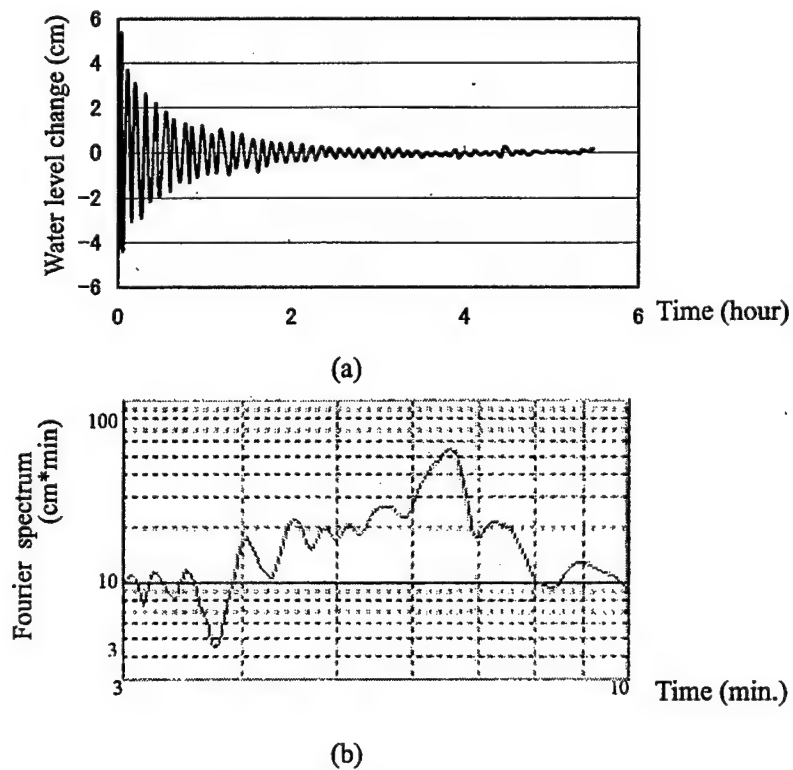 6
4
2
0
−2
−4
−6
Water level change (cm)
0 2 4 6 Time (hour)
(a)
100
10
3
Fourier spectrum
(cm*min)
3 10 Time (min.)
(b)